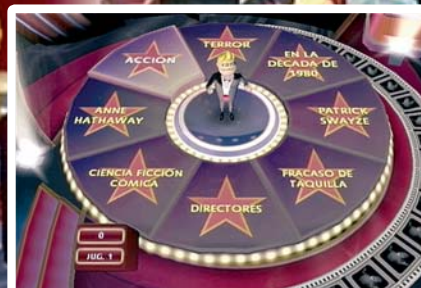 TERROR
EN LA
DÉCADA DE
1980
ACCIÓN
ANNE
HATHAWAY
PATRICK
SWAYZE
CIENCIA FICCIÓN
CÓMICA
FRACASO DE
TAQUILLA
DIRECTORES
0
JUG. 1